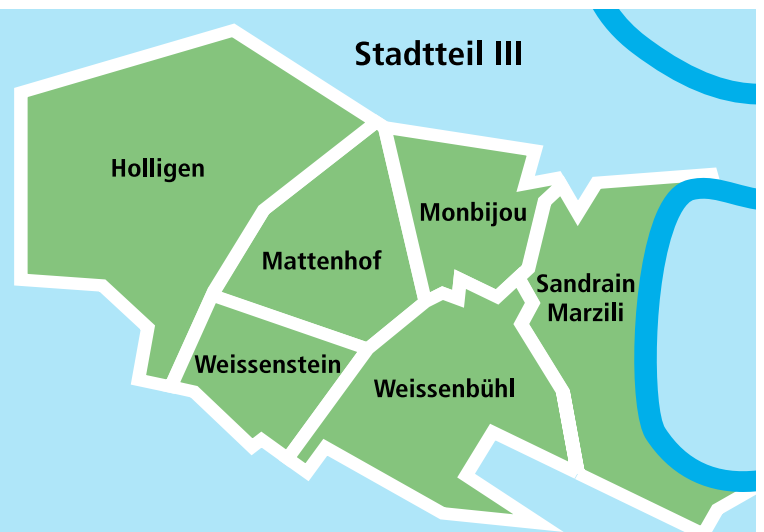 Stadtteil III
Holligen
Monbijou
Mattenhof
Sandrain
Marzili
Weissenstein
Weissenbühl